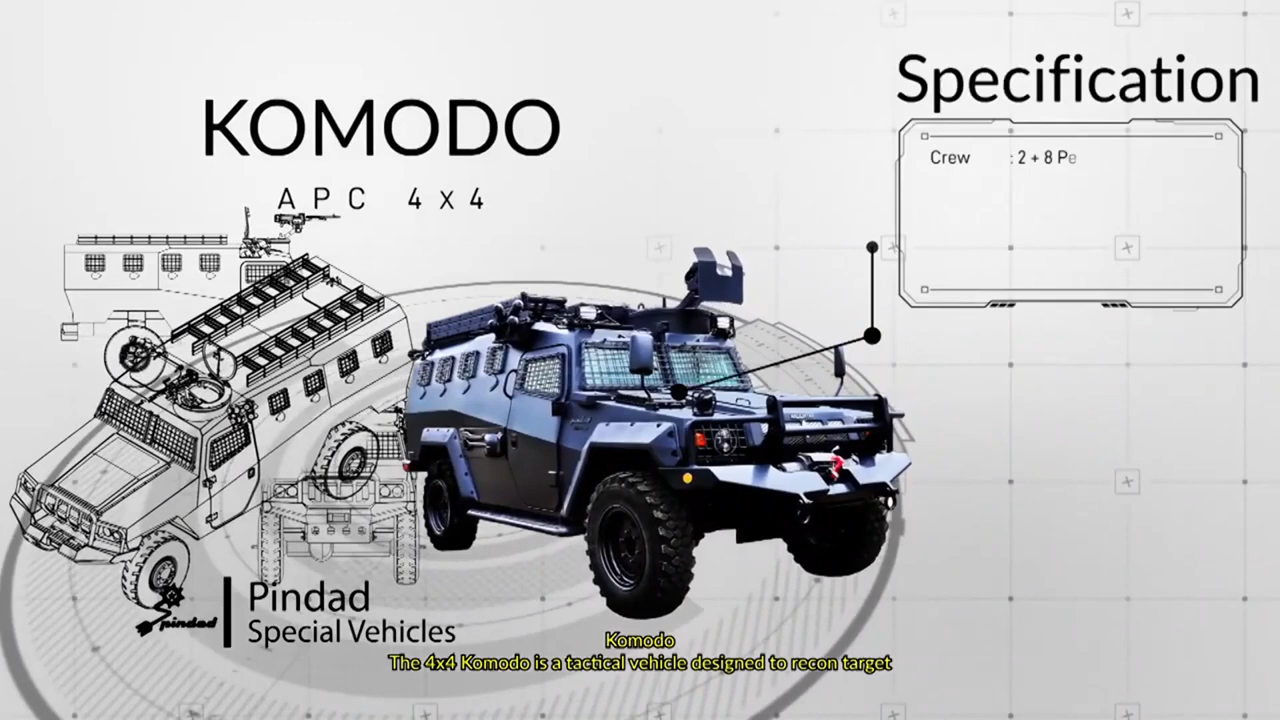 KOMODO
APC 4x4
Specification
Crew : 2 + 8 Pe
pindad
Pindad
Special Vehicles
Komodo
The 4x4 Komodo is a tactical vehicle designed to recon target